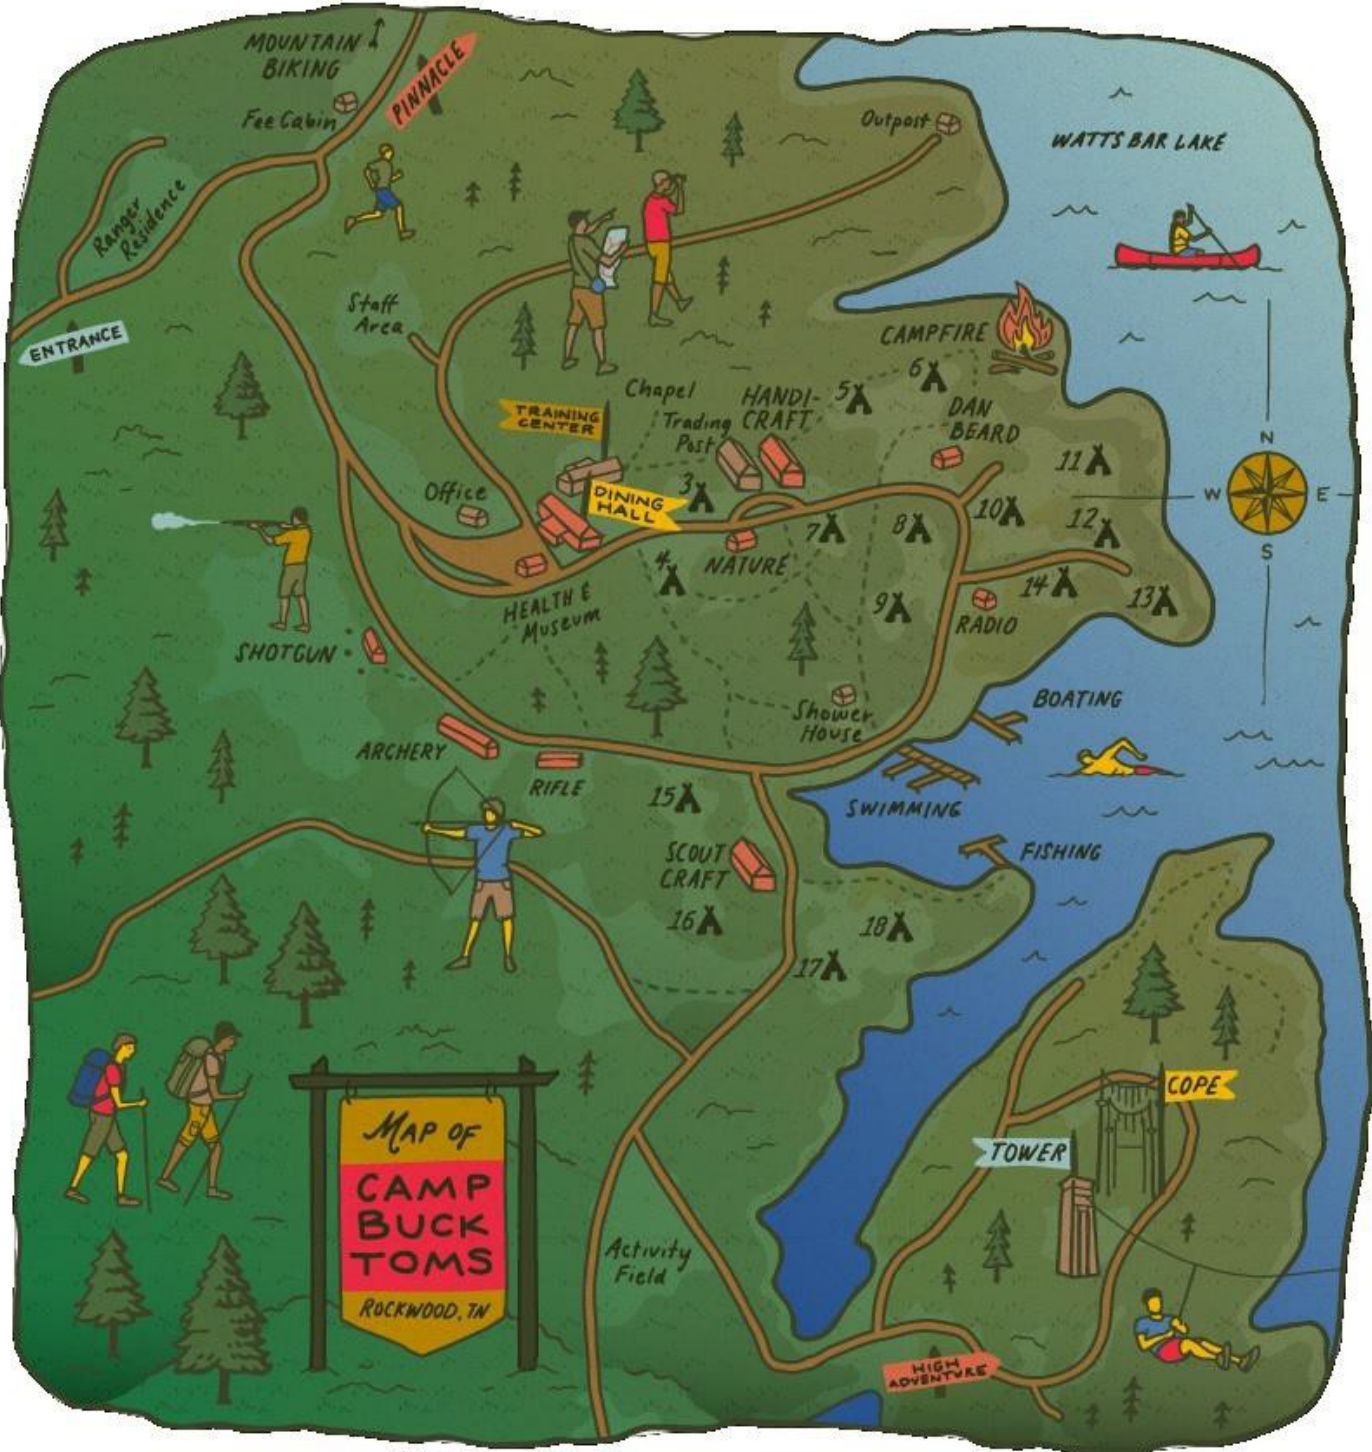 MOUNTAIN
BIKING
PINNACLE
Fee Cabin
Outpost
WATTS BAR LAKE
Ranger
Residence
ENTRANCE
Staff
Area
CAMPFIRE
TRAINING
CENTER
Chapel
Trading
Post
HANDI-
CRAFT
5
6
DAN
BEARD
11
N
W
E
S
Office
DINING
HALL
3
4
NATURE
7
8
10
12
HEALTH &
Museum
9
RADIO
14
13
SHOTGUN
BOATING
Shower
House
ARCHERY
RIFLE
15
SWIMMING
SCOUT
CRAFT
FISHING
16
18
17
COPE
TOWER
MAP OF
CAMP
BUCK
TOMS
ROCKWOOD, TN
Activity
Field
HIGH
ADVENTURE